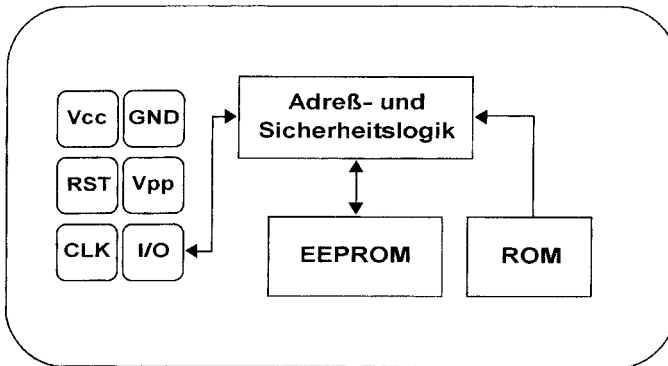 Vcc GND
RST Vpp
CLK I/O
Adreß- und
Sicherheitslogik
EEPROM
ROM